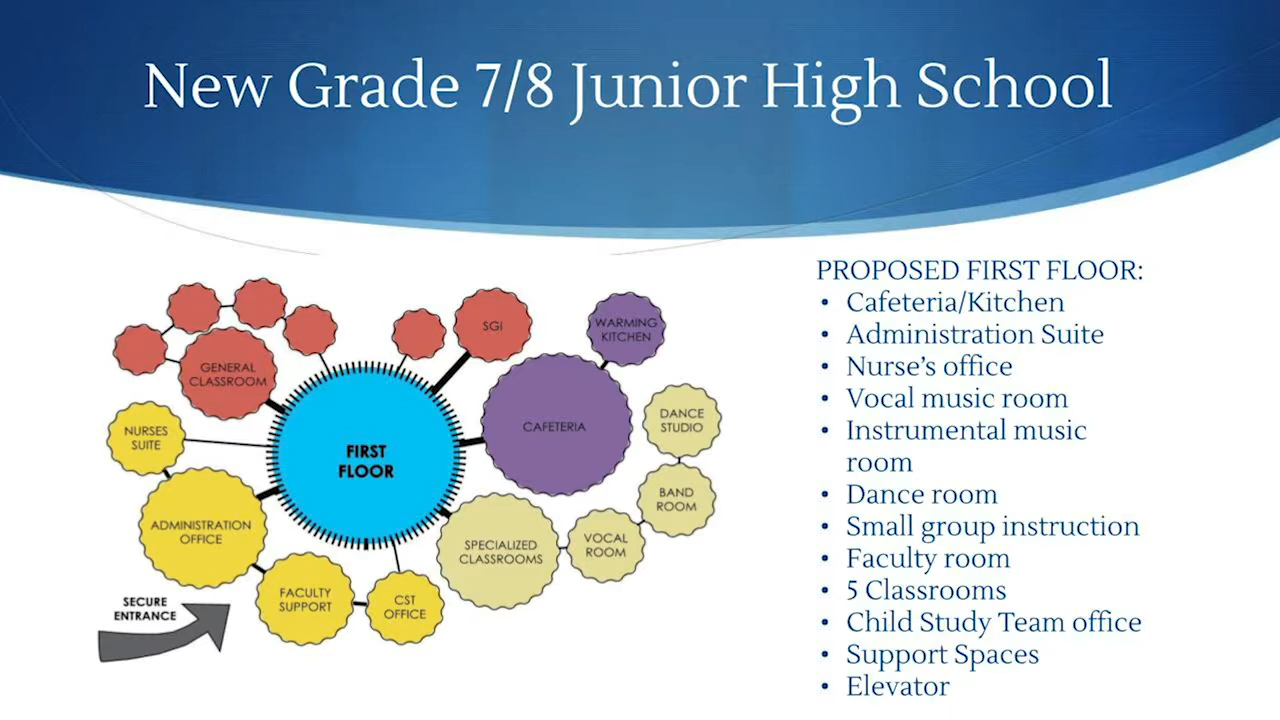 New Grade 7/8 Junior High School
GENERAL
CLASSROOM
SGI
WARMING
KITCHEN
NURSES
SUITE
FIRST
FLOOR
CAFETERIA
DANCE
STUDIO
ADMINISTRATION
OFFICE
SPECIALIZED
CLASSROOMS
VOCAL
ROOM
BAND
ROOM
SECURE
ENTRANCE
FACULTY
SUPPORT
CST
OFFICE
PROPOSED FIRST FLOOR:
• Cafeteria/Kitchen
• Administration Suite
• Nurse's office
• Vocal music room
• Instrumental music
room
• Dance room
• Small group instruction
• Faculty room
• 5 Classrooms
• Child Study Team office
• Support Spaces
• Elevator